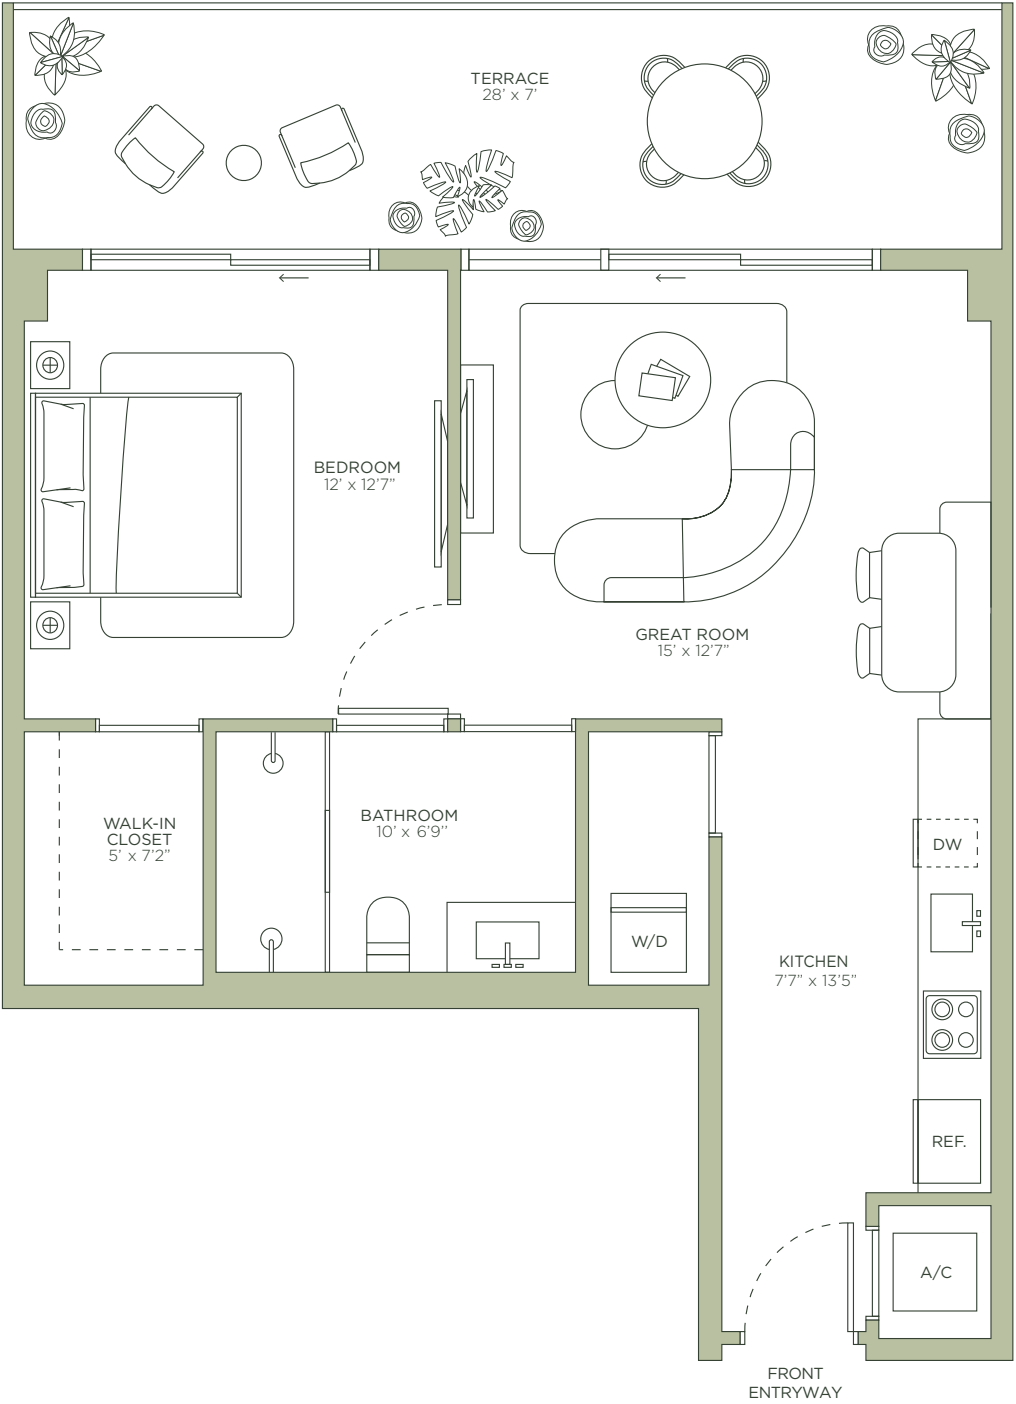 TERRACE
28' x 7'
BEDROOM
12' x 12'7"
GREAT ROOM
15' x 12'7"
WALK-IN
CLOSET
5' x 7'2"
BATHROOM
10' x 6'9''
DW
W/D
KITCHEN
7'7" x 13'5"
REF.
A/C
FRONT
ENTRYWAY